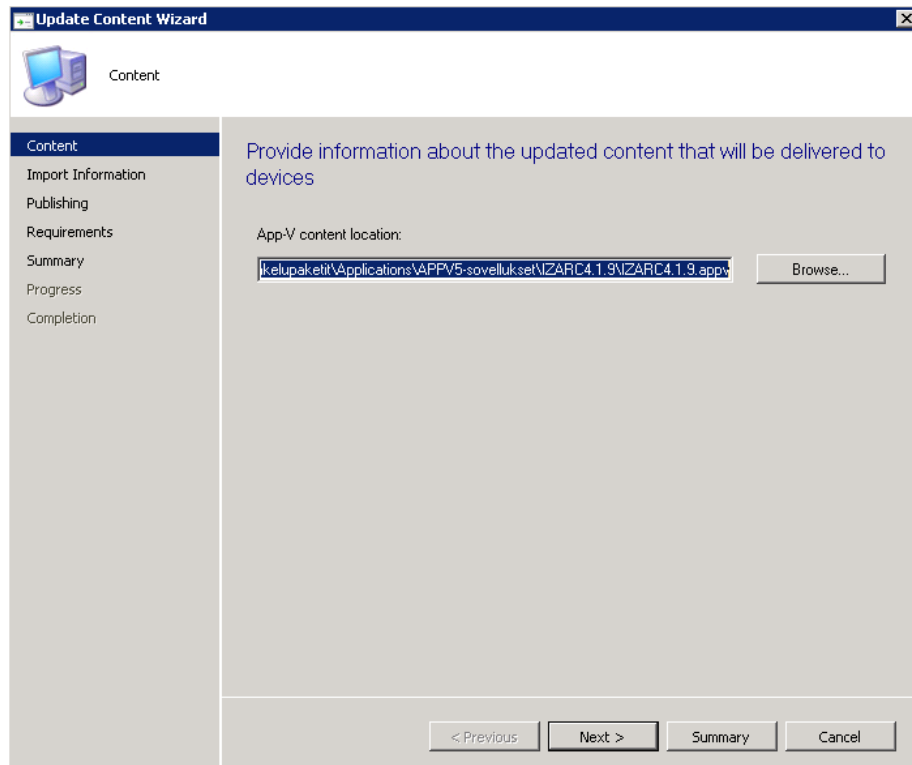 Update Content Wizard
Content
Content
Import Information
Publishing
Requirements
Summary
Progress
Completion
Provide information about the updated content that will be delivered to
devices
App-V content location:
kelupaketit\Applications\APPV5-sovellukset\IZARC4.1.9\IZARC4.1.9.appv
Browse...
< Previous
Next >
Summary
Cancel